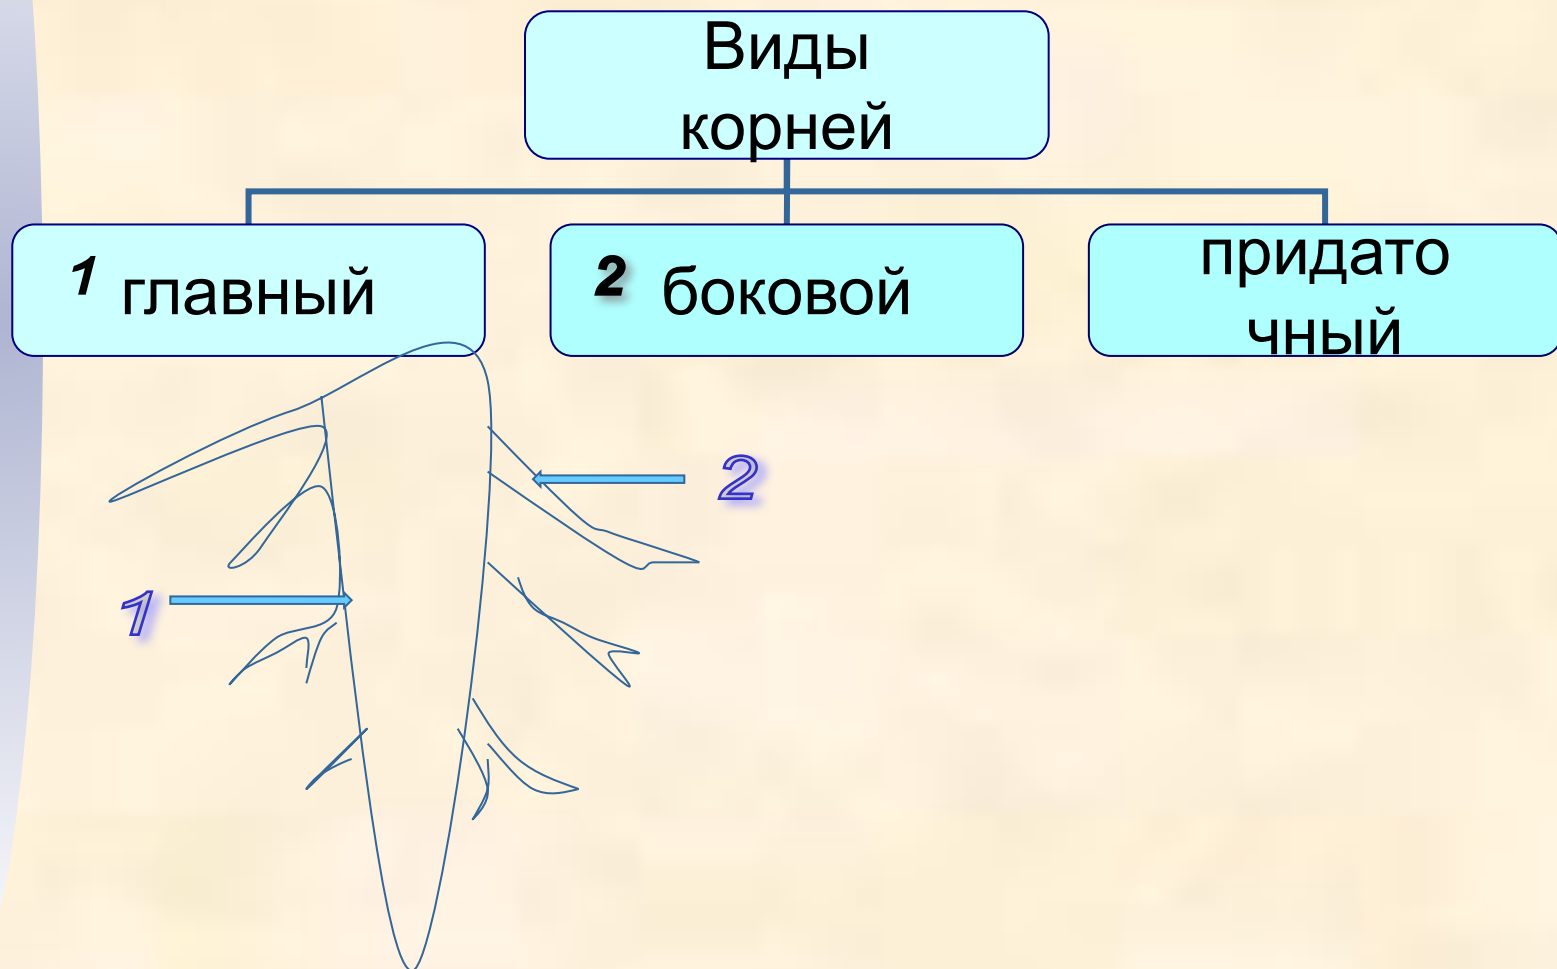 Виды
корней
1 главный
2 боковой
придато
чный
2
1